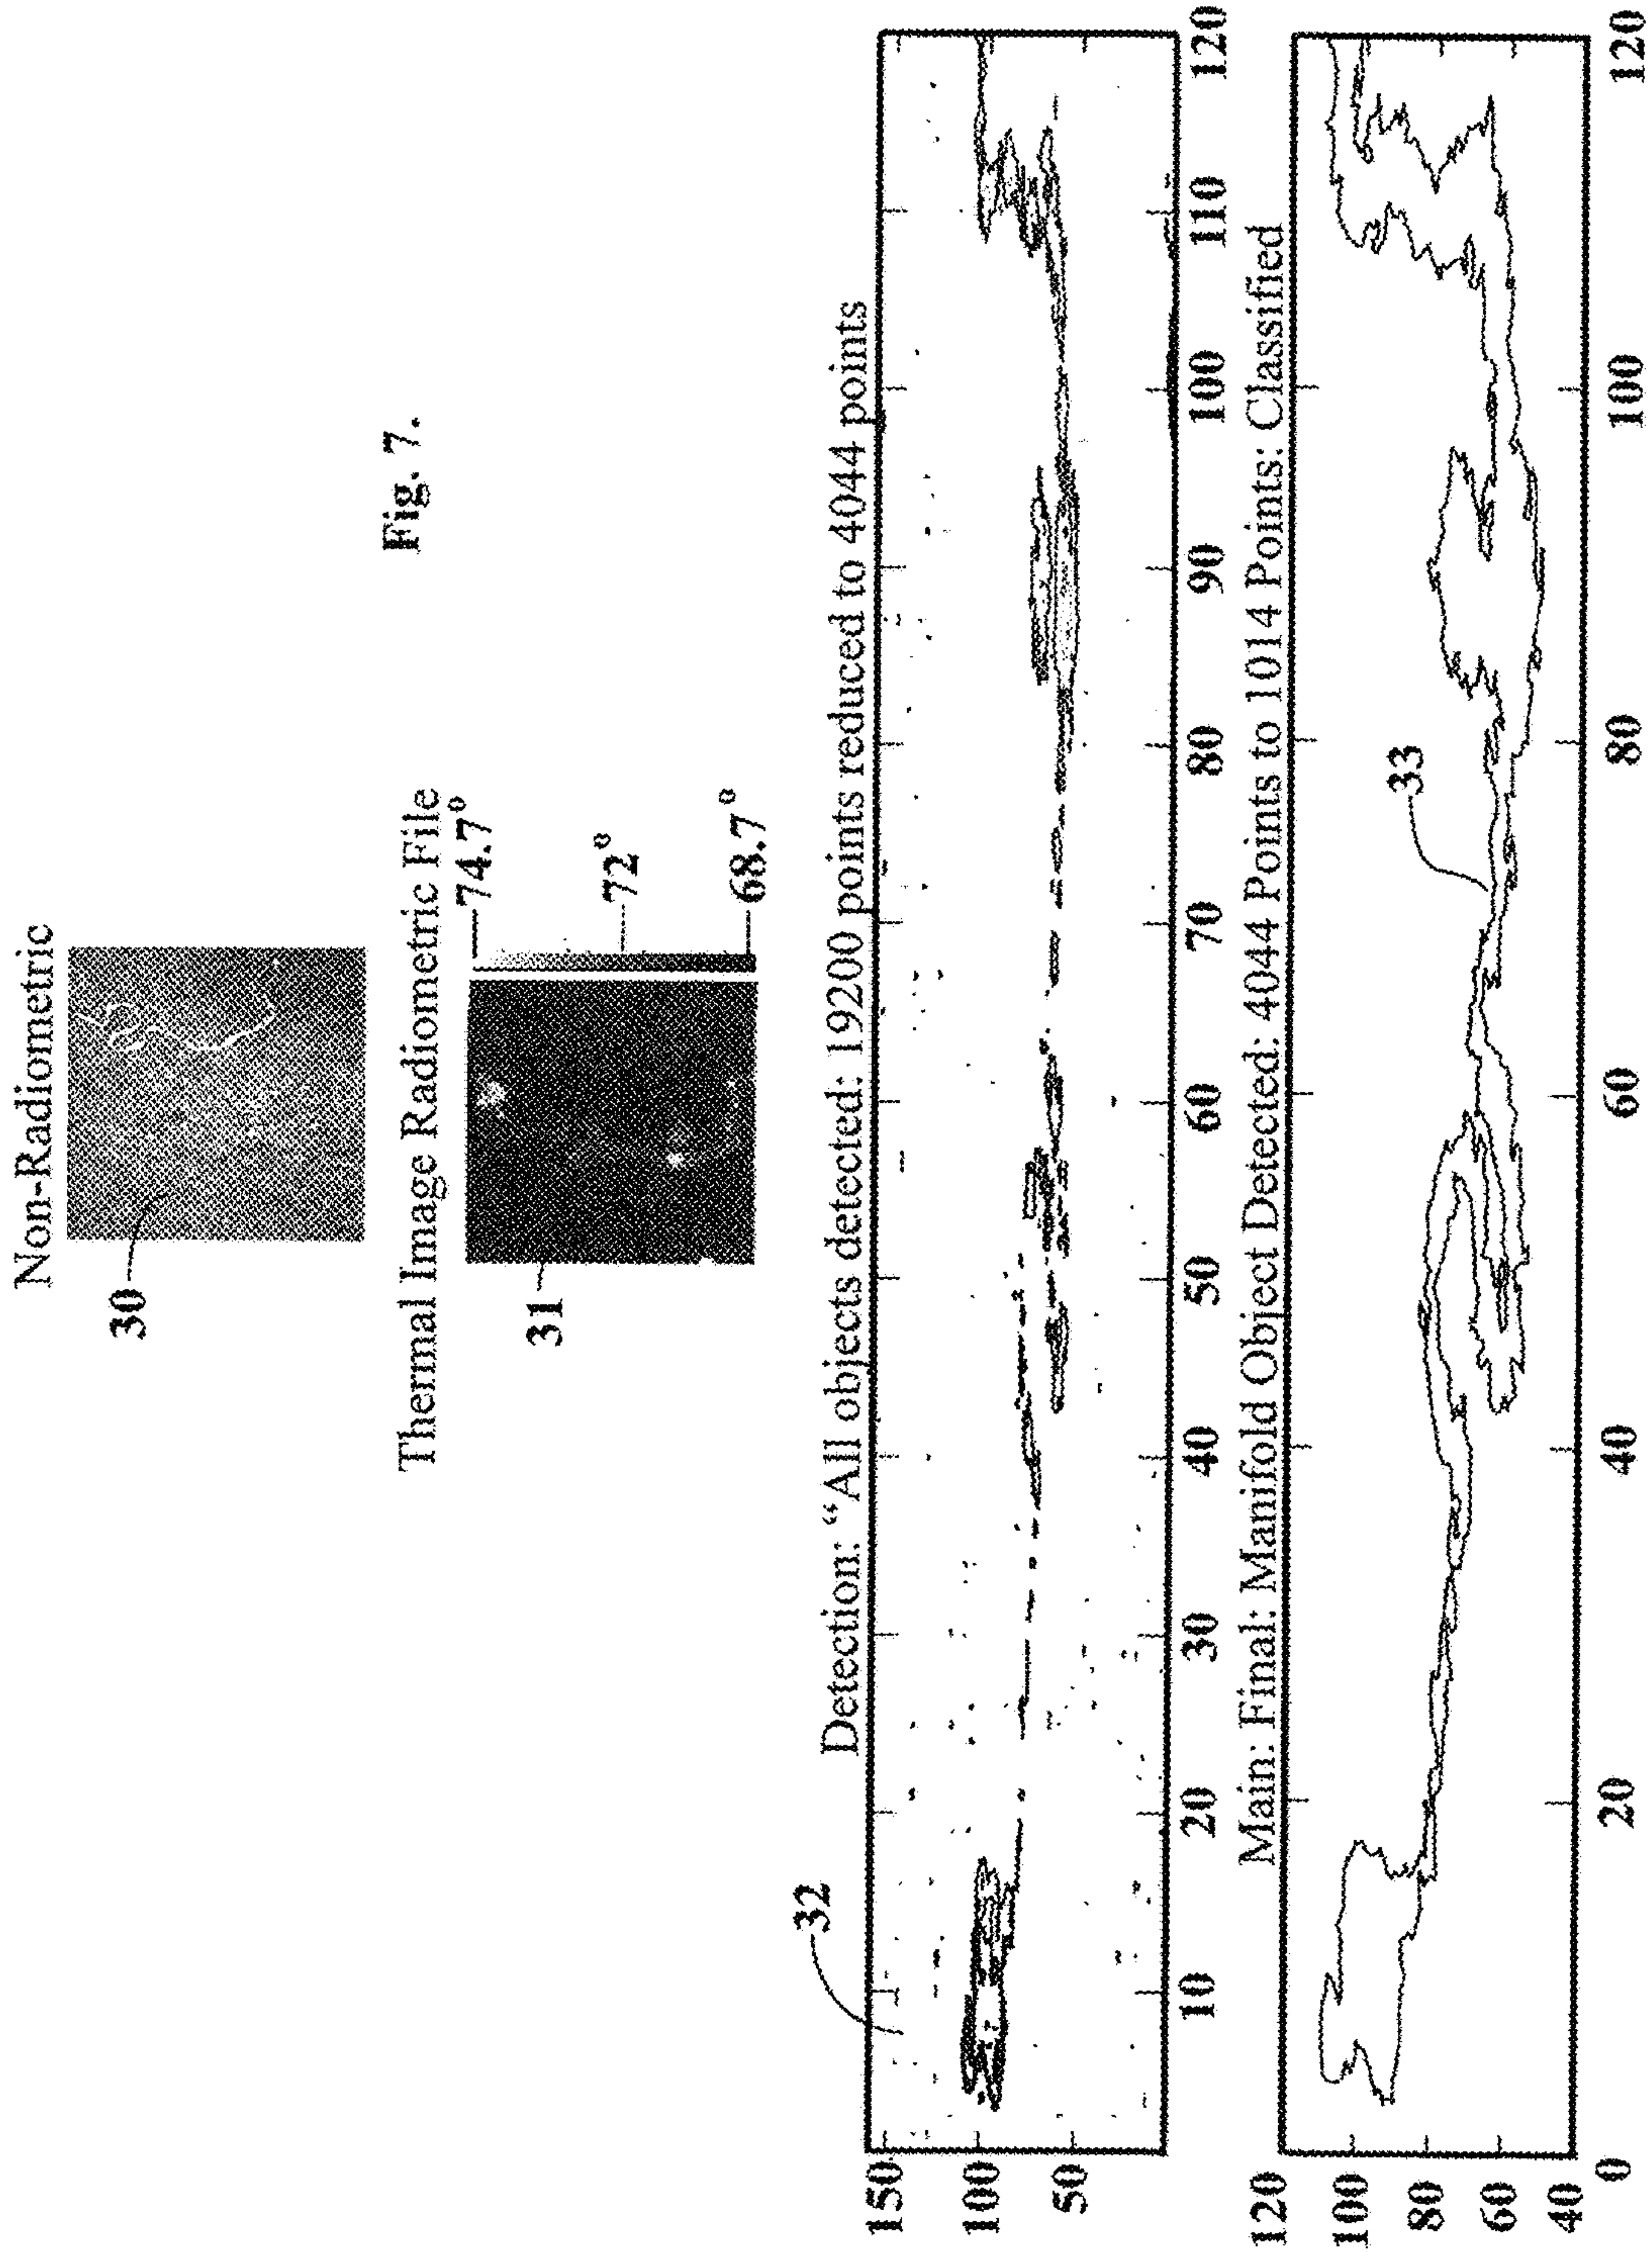 Non-Radiometric
30
Thermal Image Radiometric File
74.7°
72°
68.7°
31
Fig. 7.
Detection: “All objects detected: 19200 points reduced to 4044 points
32
150
100
50
10 20 30 40 50 60 70 80 90 100 110 120
Main: Final: Manifold Object Detected: 4044 Points to 1014 Points: Classified
33
120
100
80
60
40
0 20 40 60 80 100 120